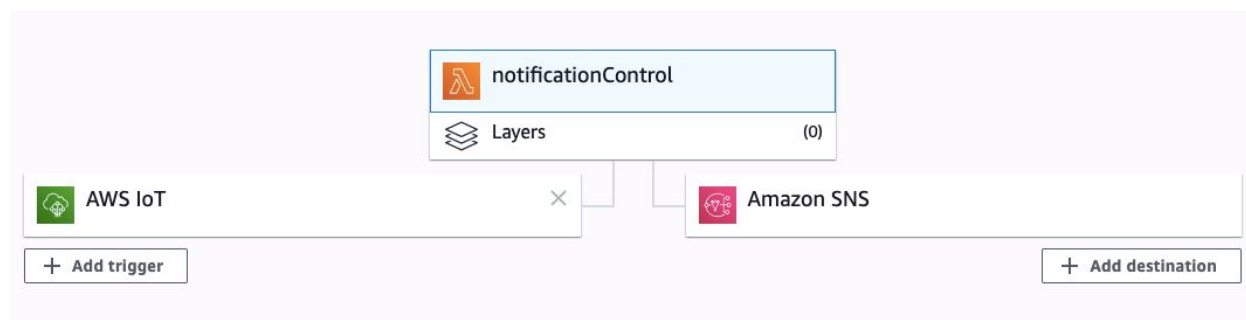 notificationControl
Layers (0)
AWS IoT
Amazon SNS
+ Add trigger
+ Add destination